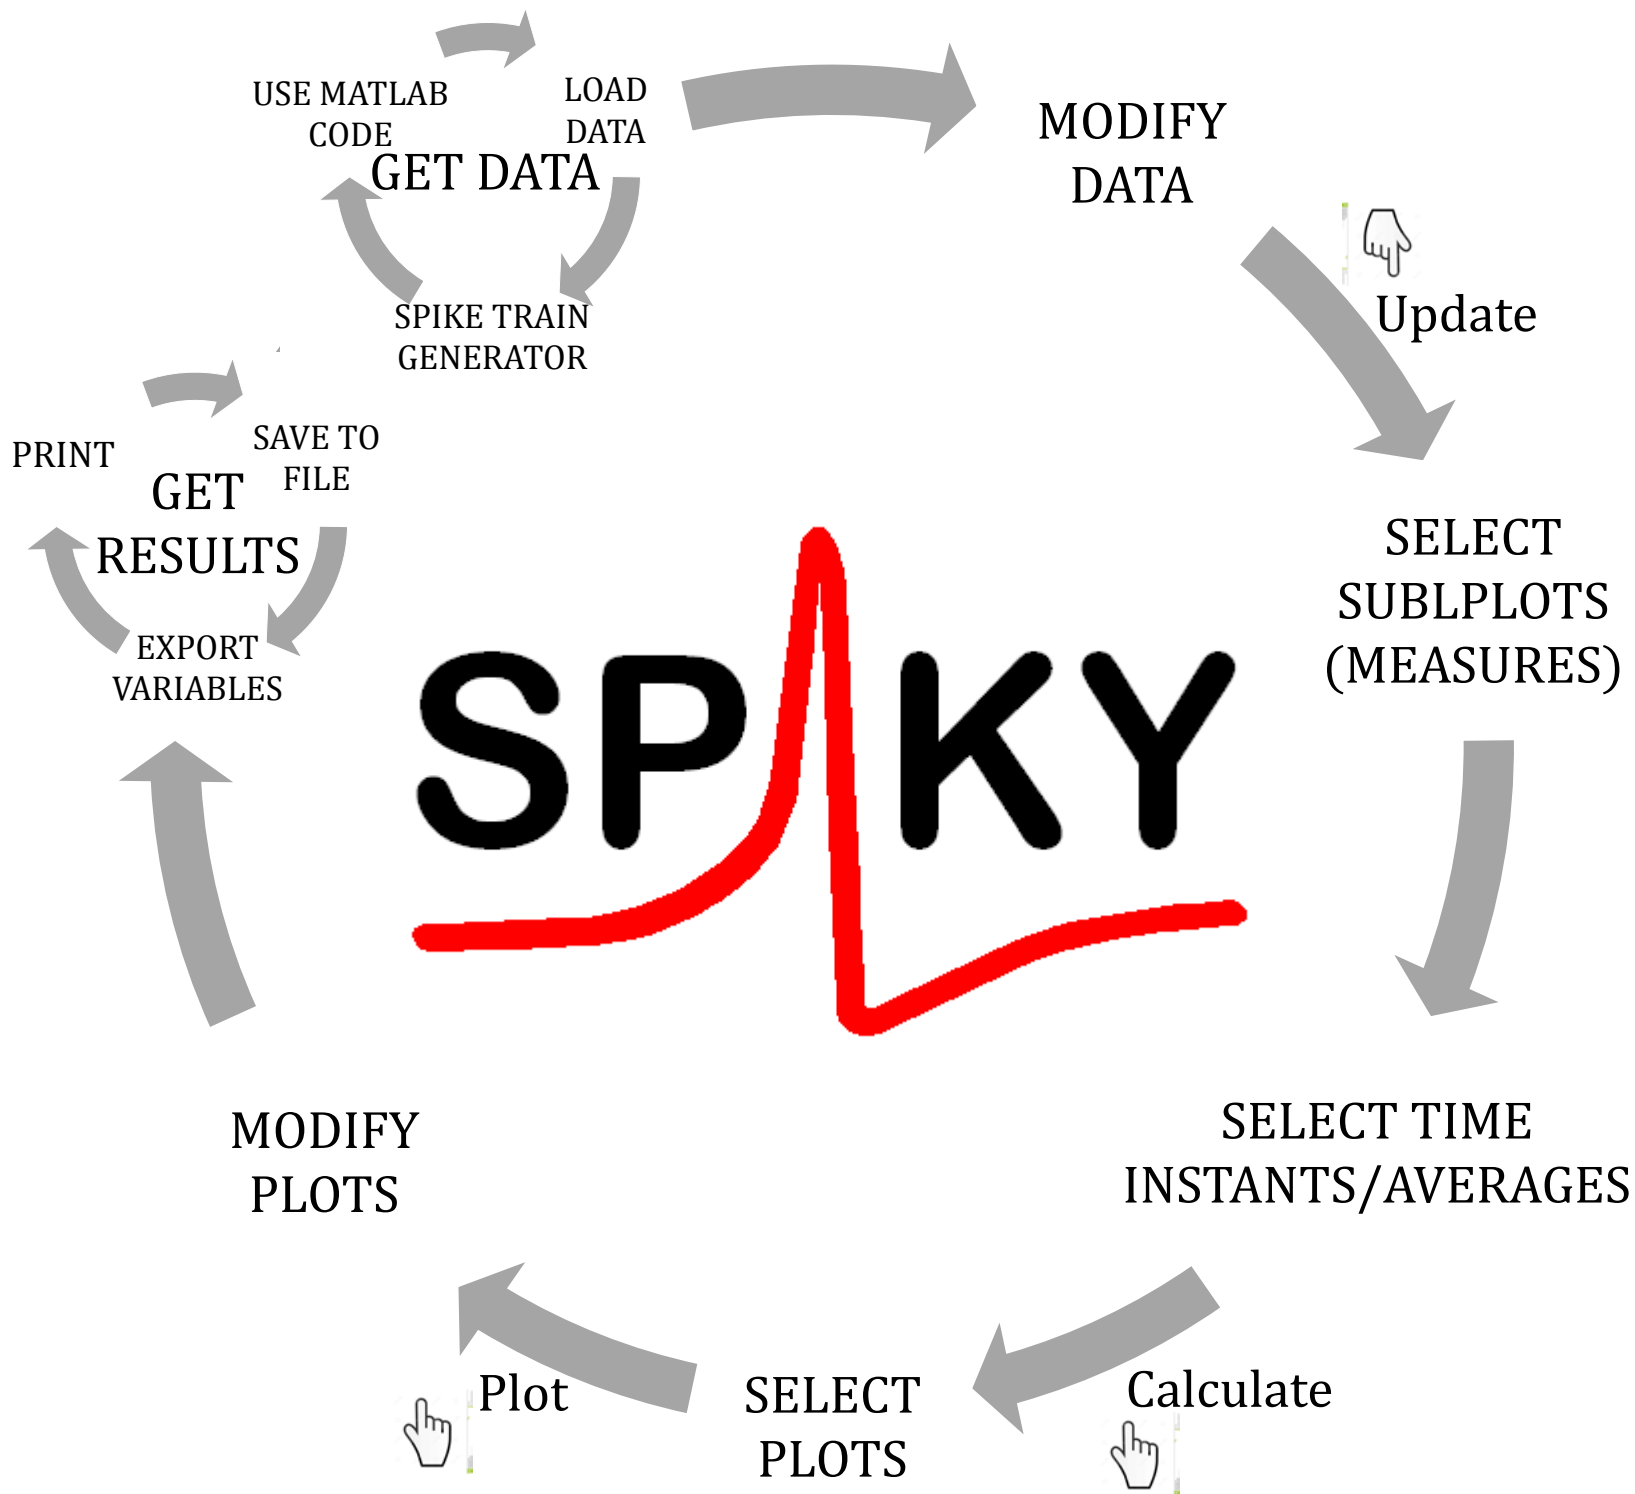 USE MATLAB
CODE
LOAD
DATA
GET DATA
SPIKE TRAIN
GENERATOR
MODIFY
DATA
Update
SELECT
SUBLPLOTS
(MEASURES)
SELECT TIME
INSTANTS/AVERAGES
Calculate
SELECT
PLOTS
Plot
MODIFY
PLOTS
PRINT
SAVE TO
FILE
GET
RESULTS
EXPORT
VARIABLES
SPIKY